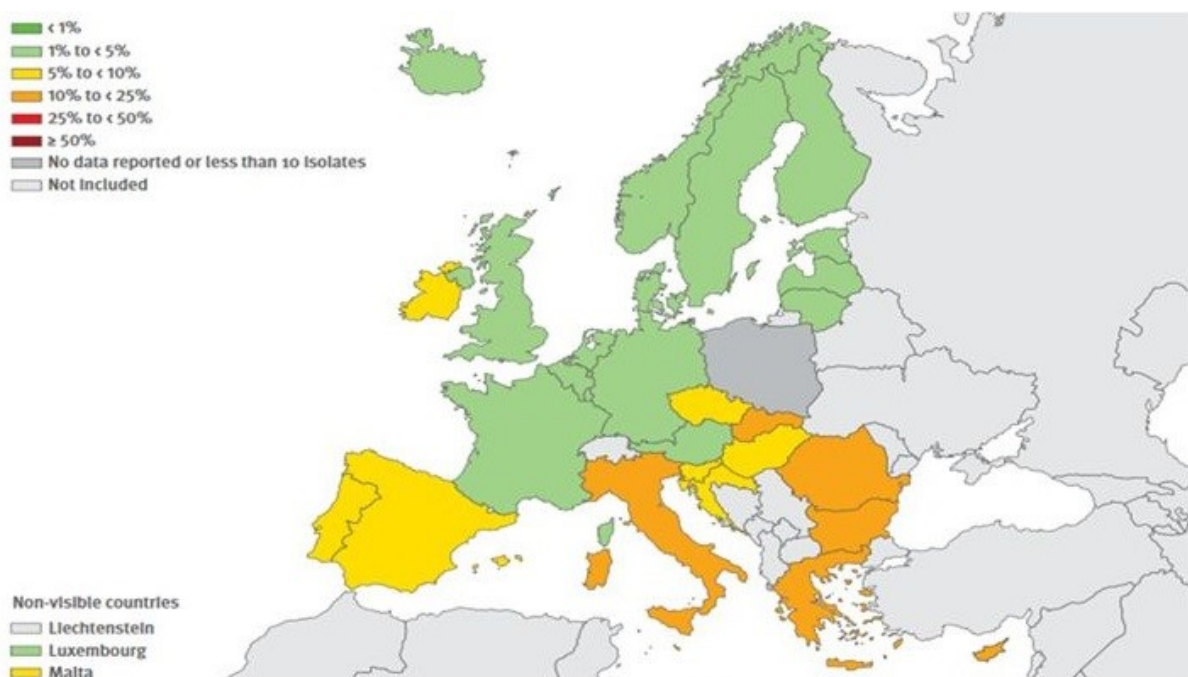 < 1%
1% to < 5%
5% to < 10%
10% to < 25%
25% to < 50%
≥ 50%
No data reported or less than 10 isolates
Not included
Non-visible countries
Liechtenstein
Luxembourg
Malta